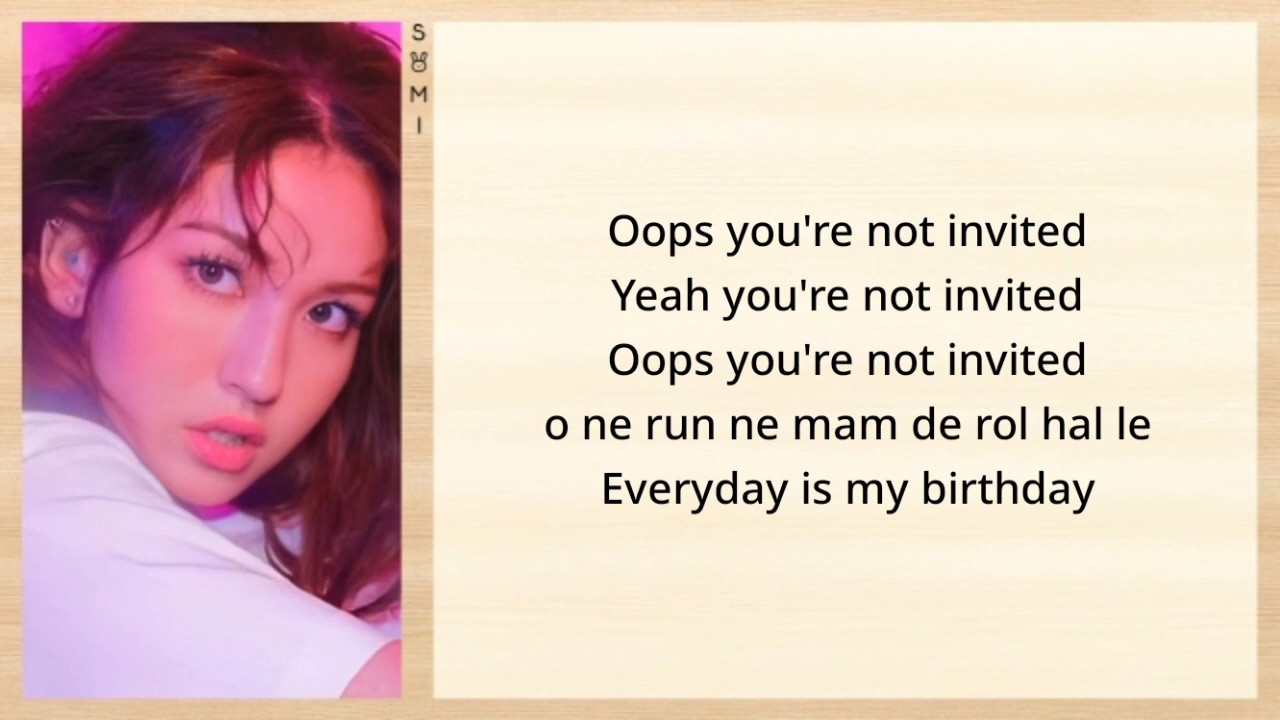 S
O
M
I
Oops you're not invited
Yeah you're not invited
Oops you're not invited
o ne run ne mam de rol hal le
Everyday is my birthday